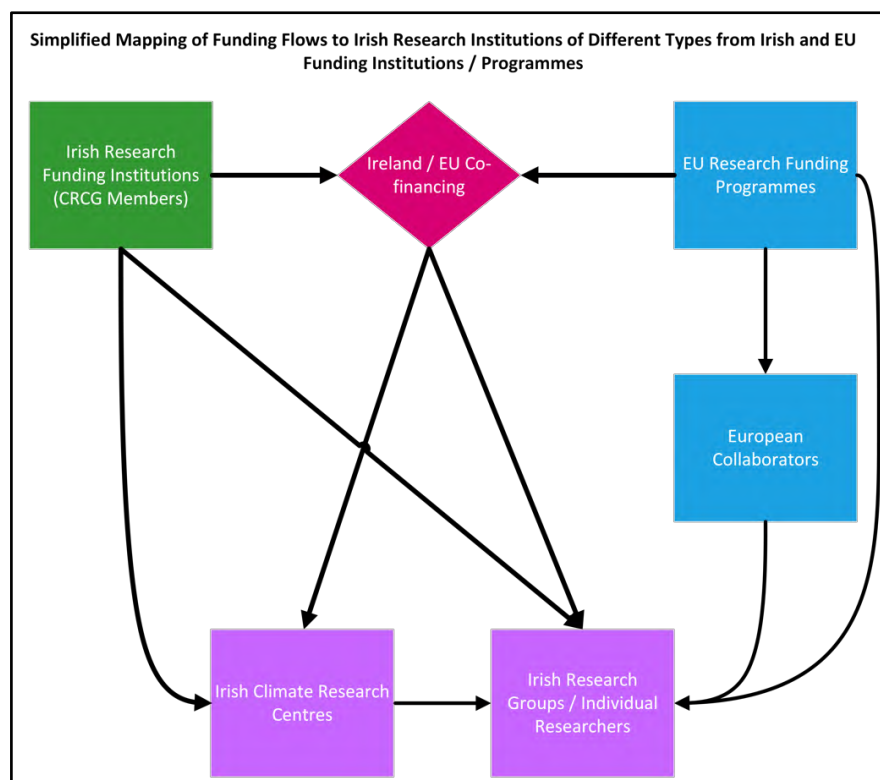 Simplified Mapping of Funding Flows to Irish Research Institutions of Different Types from Irish and EU
Funding Institutions / Programmes
Irish Research
Funding Institutions
(CRCG Members)
Ireland / EU Co-
financing
EU Research Funding
Programmes
European
Collaborators
Irish Climate Research
Centres
Irish Research
Groups / Individual
Researchers